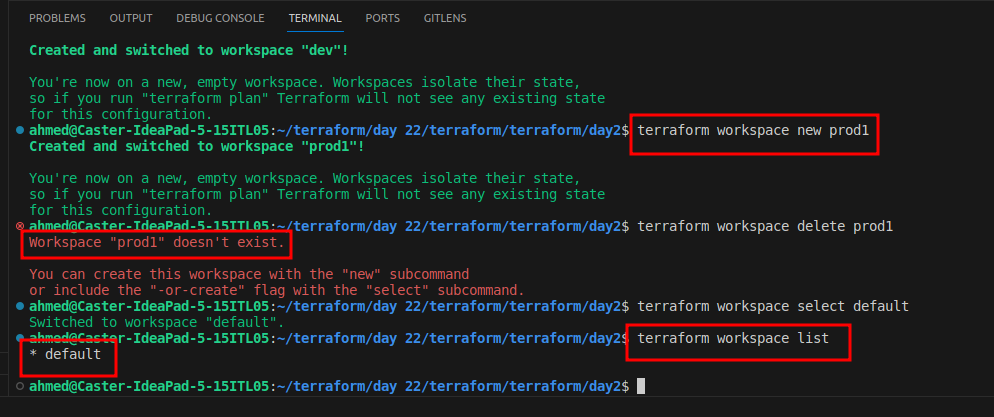 PROBLEMS OUTPUT DEBUG CONSOLE TERMINAL PORTS GITLENS
Created and switched to workspace "dev"!
You're now on a new, empty workspace. Workspaces isolate their state,
so if you run "terraform plan" Terraform will not see any existing state
for this configuration.
ahmed@Caster-IdeaPad-5-15ITL05:~/terraform/day 22/terraform/terraform/day2$ terraform workspace new prod1
Created and switched to workspace "prod1"!
You're now on a new, empty workspace. Workspaces isolate their state,
so if you run "terraform plan" Terraform will not see any existing state
for this configuration.
ahmed@Caster-IdeaPad-5-15ITL05:~/terraform/day 22/terraform/terraform/day2$ terraform workspace delete prod1
Workspace "prod1" doesn't exist.
You can create this workspace with the "new" subcommand
or include the "-or-create" flag with the "select" subcommand.
ahmed@Caster-IdeaPad-5-15ITL05:~/terraform/day 22/terraform/terraform/day2$ terraform workspace select default
Switched to workspace "default".
ahmed@Caster-IdeaPad-5-15ITL05:~/terraform/day 22/terraform/terraform/day2$ terraform workspace list
* default
ahmed@Caster-IdeaPad-5-15ITL05:~/terraform/day 22/terraform/terraform/day2$